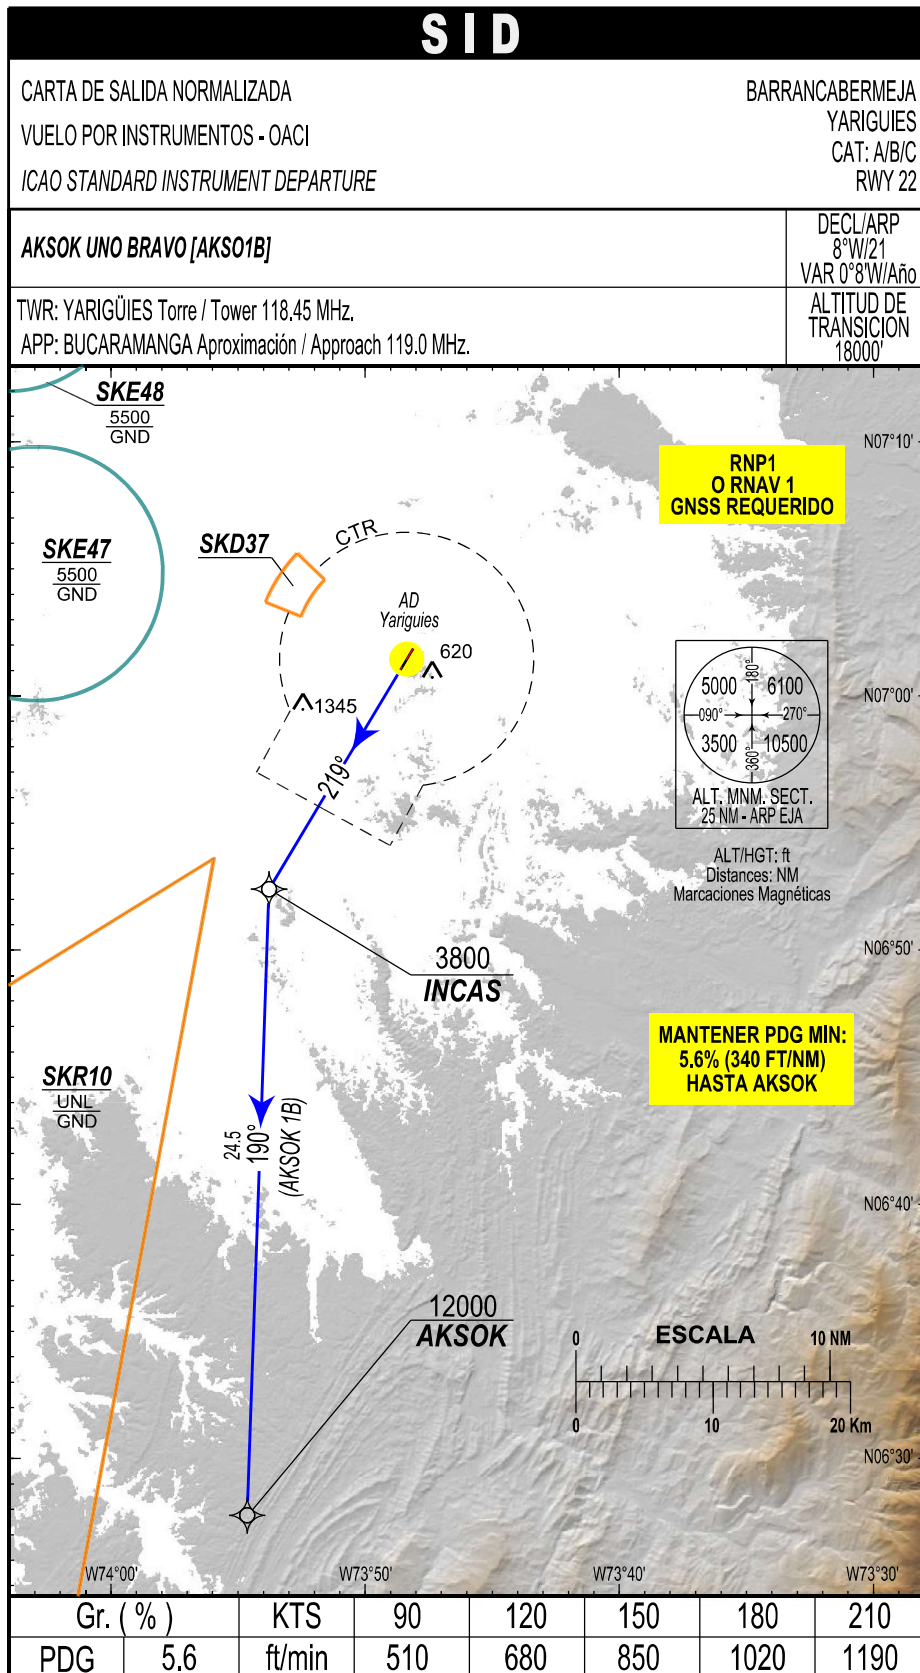 SID
CARTA DE SALIDA NORMALIZADA
VUELO POR INSTRUMENTOS - OACI
ICAO STANDARD INSTRUMENT DEPARTURE
BARRANCABERMEJA
YARIGUIES
CAT: A/B/C
RWY 22
AKSOK UNO BRAVO [AKSO1B]
DECL/ARP
8°W/21
VAR 0°8'W/Año
TWR: YARIGÜIES Torre / Tower 118.45 MHz.
APP: BUCARAMANGA Aproximación / Approach 119.0 MHz.
ALTITUD DE
TRANSICION
18000'
SKE48
5500
GND
N07°10'
RNP1
O RNAV 1
GNSS REQUERIDO
SKE47
5500
GND
SKD37
CTR
AD
Yariguies
620
1345
219°
N07°00'
5000
6100
3500
10500
180°
090°
270°
360°
ALT. MNM. SECT.
25 NM - ARP EJA
ALT/HGT: ft
Distances: NM
Marcaciones Magnéticas
3800
INCAS
N06°50'
MANTENER PDG MIN:
5.6% (340 FT/NM)
HASTA AKSOK
SKR10
UNL
GND
24.5
190°
(AKSOK 1B)
N06°40'
12000
AKSOK
ESCALA
0
10 NM
0
10
20 Km
N06°30'
W74°00'
W73°50'
W73°40'
W73°30'
Gr. ( % ) KTS 90 120 150 180 210
PDG 5.6 ft/min 510 680 850 1020 1190